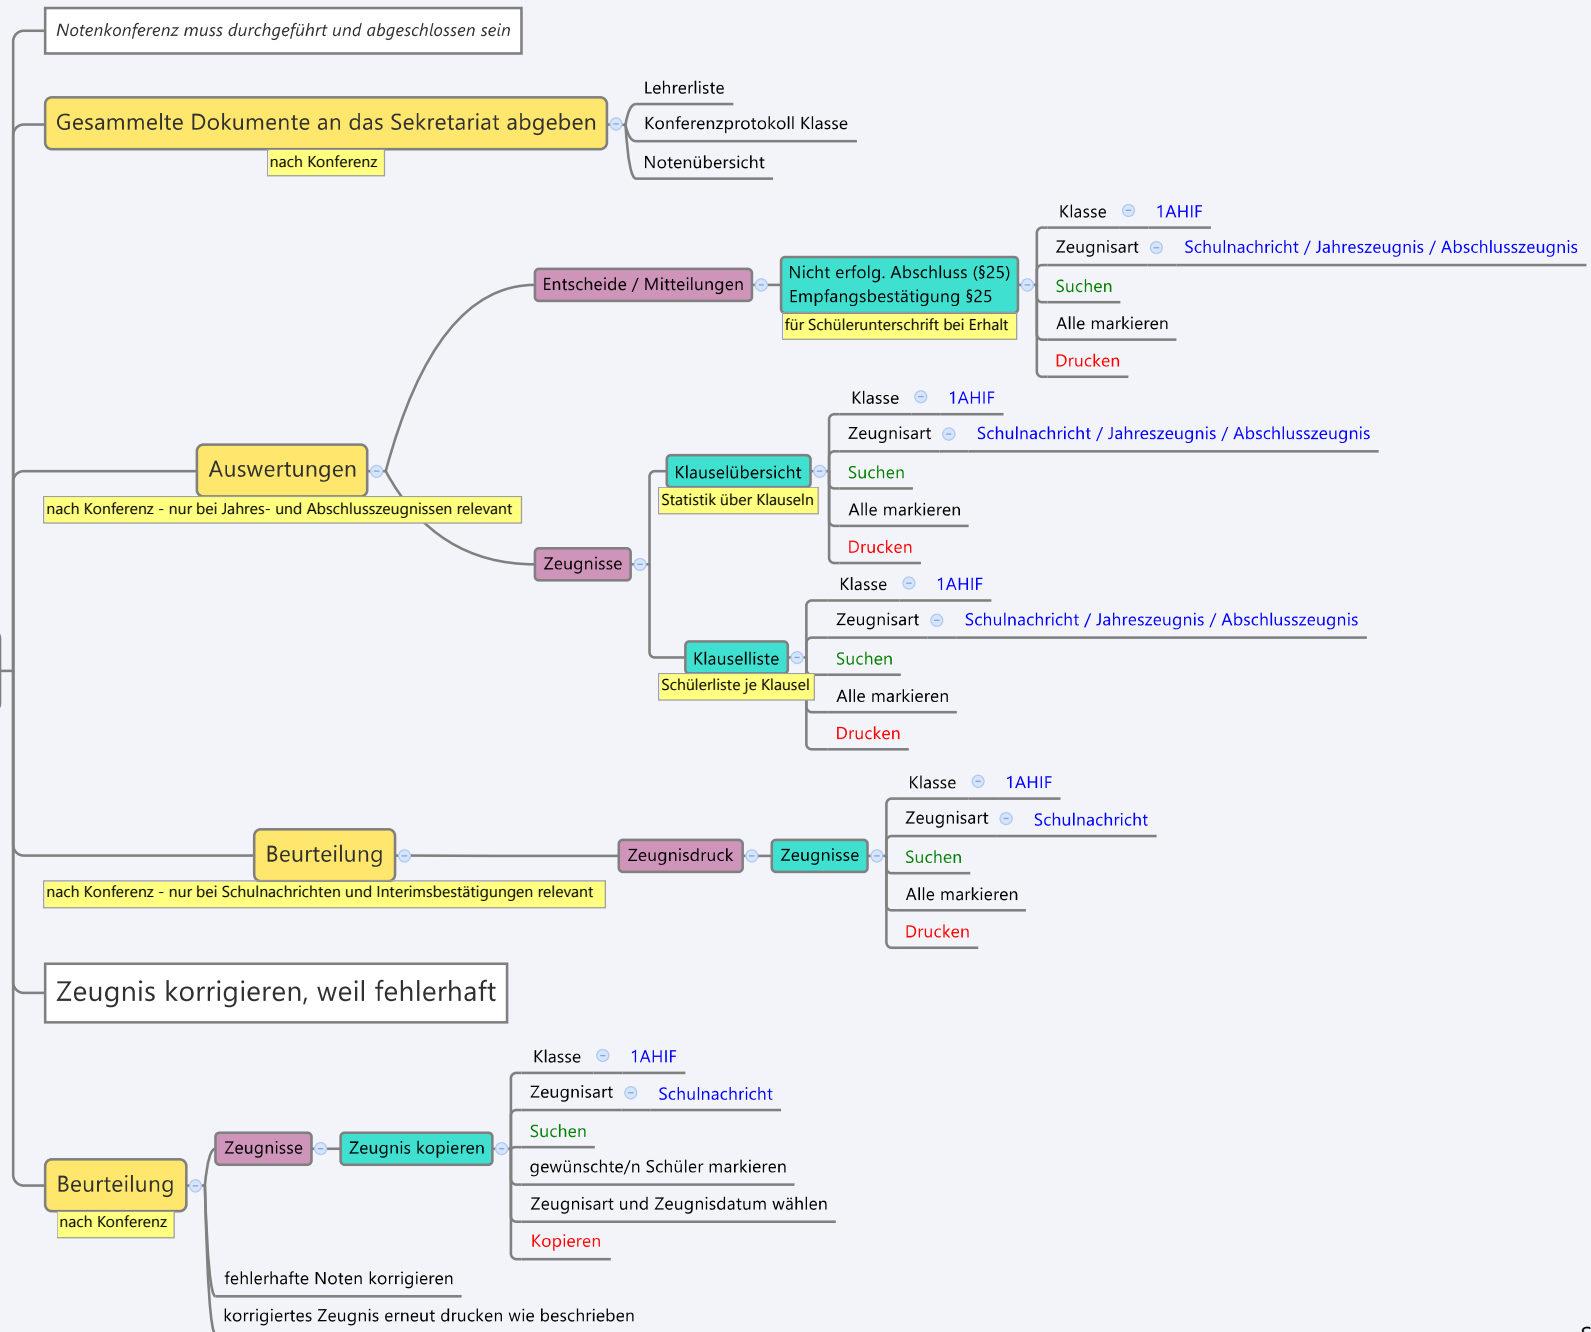 Notenkonferenz muss durchgeführt und abgeschlossen sein
Gesammelte Dokumente an das Sekretariat abgeben
nach Konferenz
Lehrerliste
Konferenzprotokoll Klasse
Notenübersicht
Auswertungen
nach Konferenz - nur bei Jahres- und Abschlusszeugnissen relevant
Entscheide / Mitteilungen
Nicht erfolg. Abschluss (§25)
Empfangsbestätigung §25
für Schülerunterschrift bei Erhalt
Klasse 1AHIF
Zeugnisart Schulnachricht / Jahreszeugnis / Abschlusszeugnis
Suchen
Alle markieren
Drucken
Zeugnisse
Klauselübersicht
Statistik über Klauseln
Klasse 1AHIF
Zeugnisart Schulnachricht / Jahreszeugnis / Abschlusszeugnis
Suchen
Alle markieren
Drucken
Klauselliste
Schülerliste je Klausel
Klasse 1AHIF
Zeugnisart Schulnachricht / Jahreszeugnis / Abschlusszeugnis
Suchen
Alle markieren
Drucken
Beurteilung
nach Konferenz - nur bei Schulnachrichten und Interimsbestätigungen relevant
Zeugnisdruck
Zeugnisse
Klasse 1AHIF
Zeugnisart Schulnachricht
Suchen
Alle markieren
Drucken
Zeugnis korrigieren, weil fehlerhaft
Beurteilung
nach Konferenz
Zeugnisse
Zeugnis kopieren
Klasse 1AHIF
Zeugnisart Schulnachricht
Suchen
gewünschte/n Schüler markieren
Zeugnisart und Zeugnisdatum wählen
Kopieren
fehlerhafte Noten korrigieren
korrigiertes Zeugnis erneut drucken wie beschrieben